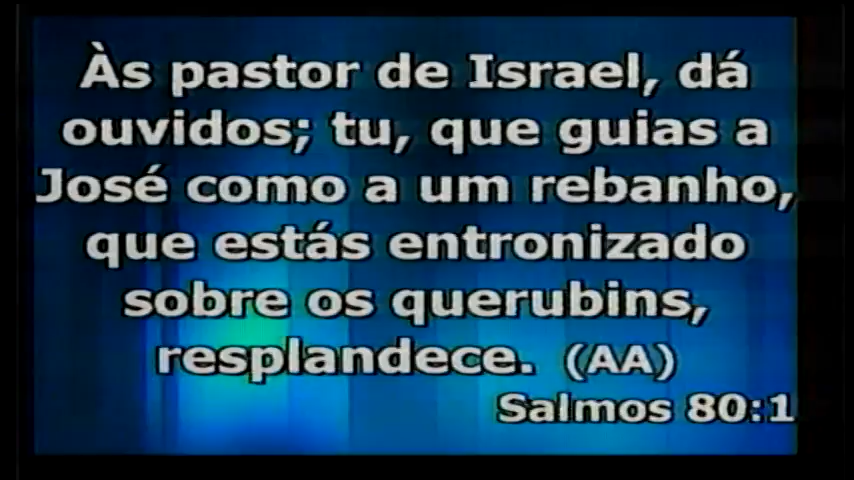 Às pastor de Israel, dá
ouvidos; tu, que guias a
José como a um rebanho,
que estás entronizado
sobre os querubins,
resplandece. (AA)
Salmos 80:1